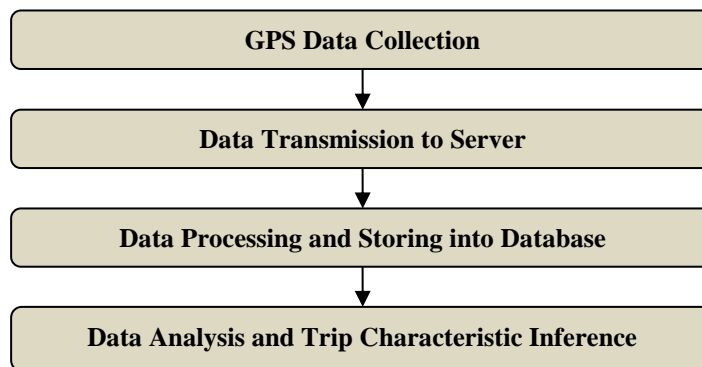 GPS Data Collection
Data Transmission to Server
Data Processing and Storing into Database
Data Analysis and Trip Characteristic Inference